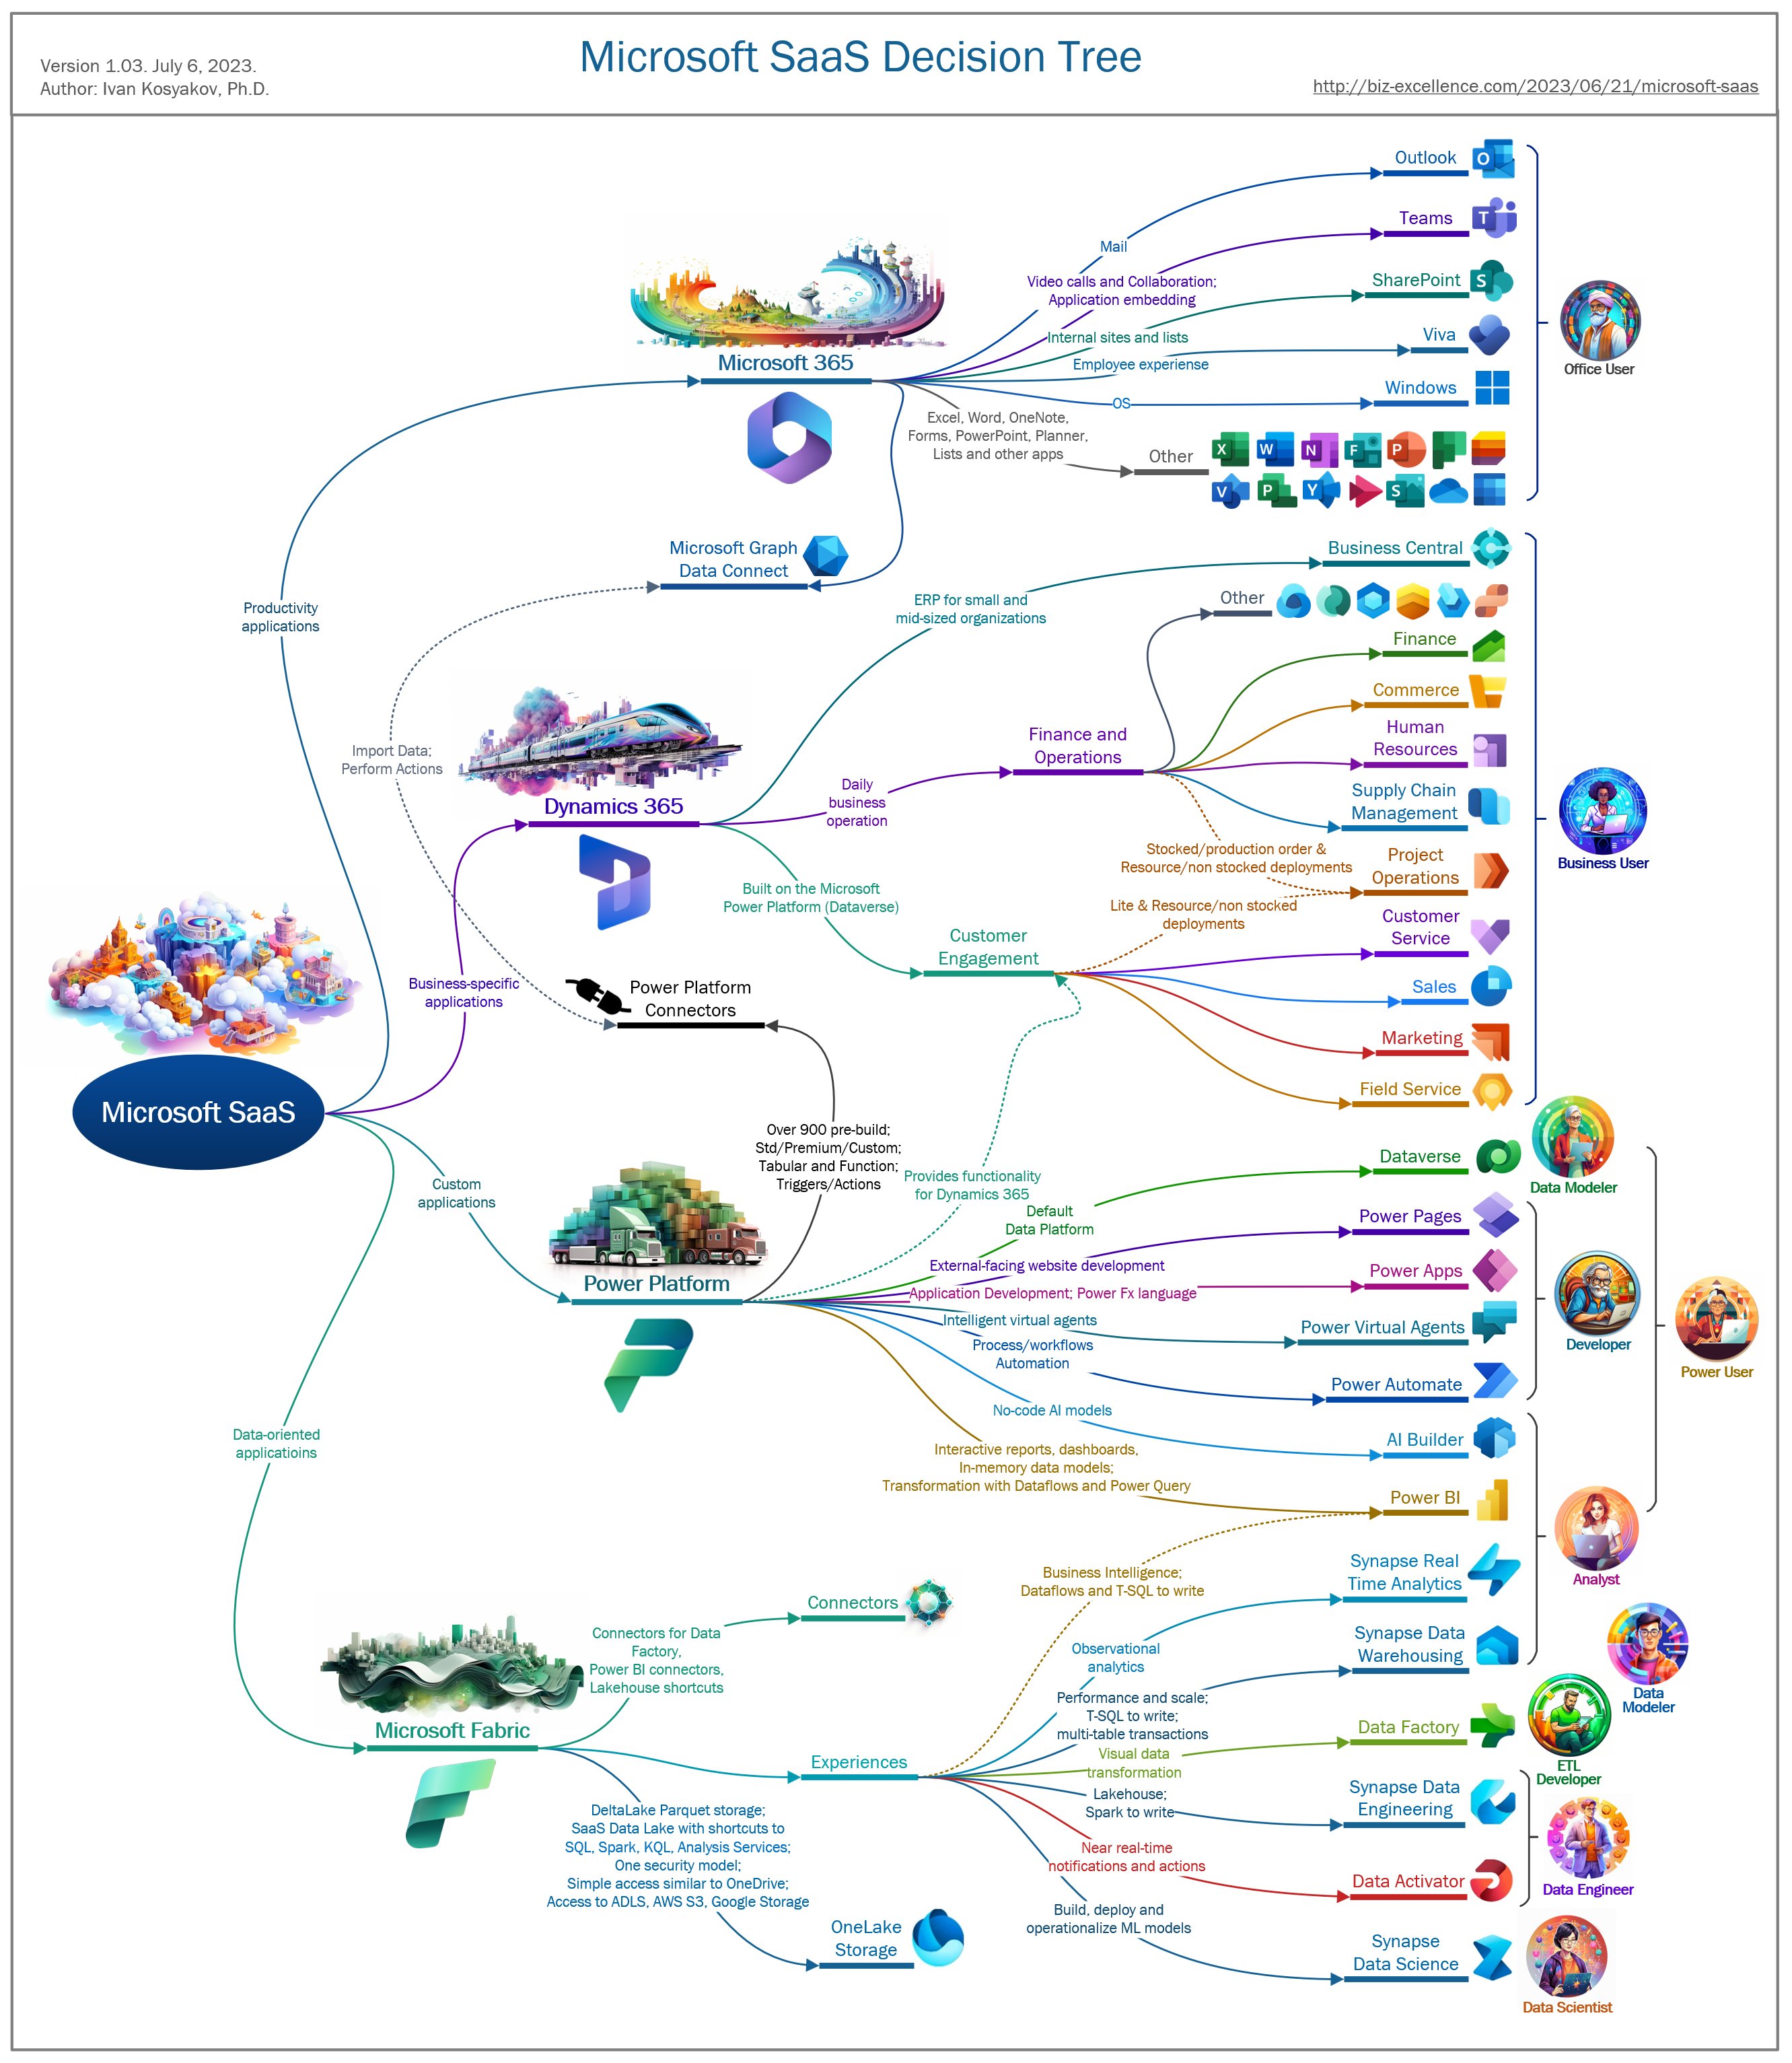 Microsoft SaaS Decision Tree
Version 1.03. July 6, 2023.
Author: Ivan Kosyakov, Ph.D.
http://biz-excellence.com/2023/06/21/microsoft-saas
Outlook
Teams
Mail
Video calls and Collaboration;
Application embedding
SharePoint
Internal sites and lists
Viva
Employee experiense
Office User
Microsoft 365
Windows
OS
Excel, Word, OneNote,
Forms, PowerPoint, Planner,
Lists and other apps
Other
Microsoft Graph
Data Connect
Business Central
Productivity
applications
ERP for small and
mid-sized organizations
Other
Finance
Commerce
Human
Resources
Finance and
Operations
Import Data;
Perform Actions
Dynamics 365
Daily
business
operation
Supply Chain
Management
Business User
Stocked/production order &
Resource/non stocked deployments
Project
Operations
Built on the Microsoft
Power Platform (Dataverse)
Lite & Resource/non stocked
deployments
Customer
Service
Customer
Engagement
Business-specific
applications
Power Platform
Connectors
Sales
Marketing
Field Service
Microsoft SaaS
Over 900 pre-build;
Std/Premium/Custom;
Tabular and Function;
Triggers/Actions
Dataverse
Data Modeler
Provides functionality
for Dynamics 365
Custom
applications
Default
Data Platform
Power Pages
External-facing website development
Power Platform
Power Apps
Application Development; Power Fx language
Intelligent virtual agents
Power Virtual Agents
Developer
Process/workflows
Automation
Power User
Power Automate
No-code AI models
AI Builder
Data-oriented
applicatioins
Interactive reports, dashboards,
In-memory data models;
Transformation with Dataflows and Power Query
Power BI
Business Intelligence;
Dataflows and T-SQL to write
Synapse Real
Time Analytics
Analyst
Connectors
Connectors for Data
Factory,
Power BI connectors,
Lakehouse shortcuts
Observational
analytics
Synapse Data
Warehousing
Data
Modeler
Performance and scale;
T-SQL to write;
multi-table transactions
Microsoft Fabric
Data Factory
Visual data
transformation
ETL
Developer
Experiences
Lakehouse;
Spark to write
Synapse Data
Engineering
DeltaLake Parquet storage;
SaaS Data Lake with shortcuts to
SQL, Spark, KQL, Analysis Services;
One security model;
Simple access similar to OneDrive;
Access to ADLS, AWS S3, Google Storage
Near real-time
notifications and actions
Data Activator
Data Engineer
Build, deploy and
operationalize ML models
OneLake
Storage
Synapse
Data Science
Data Scientist